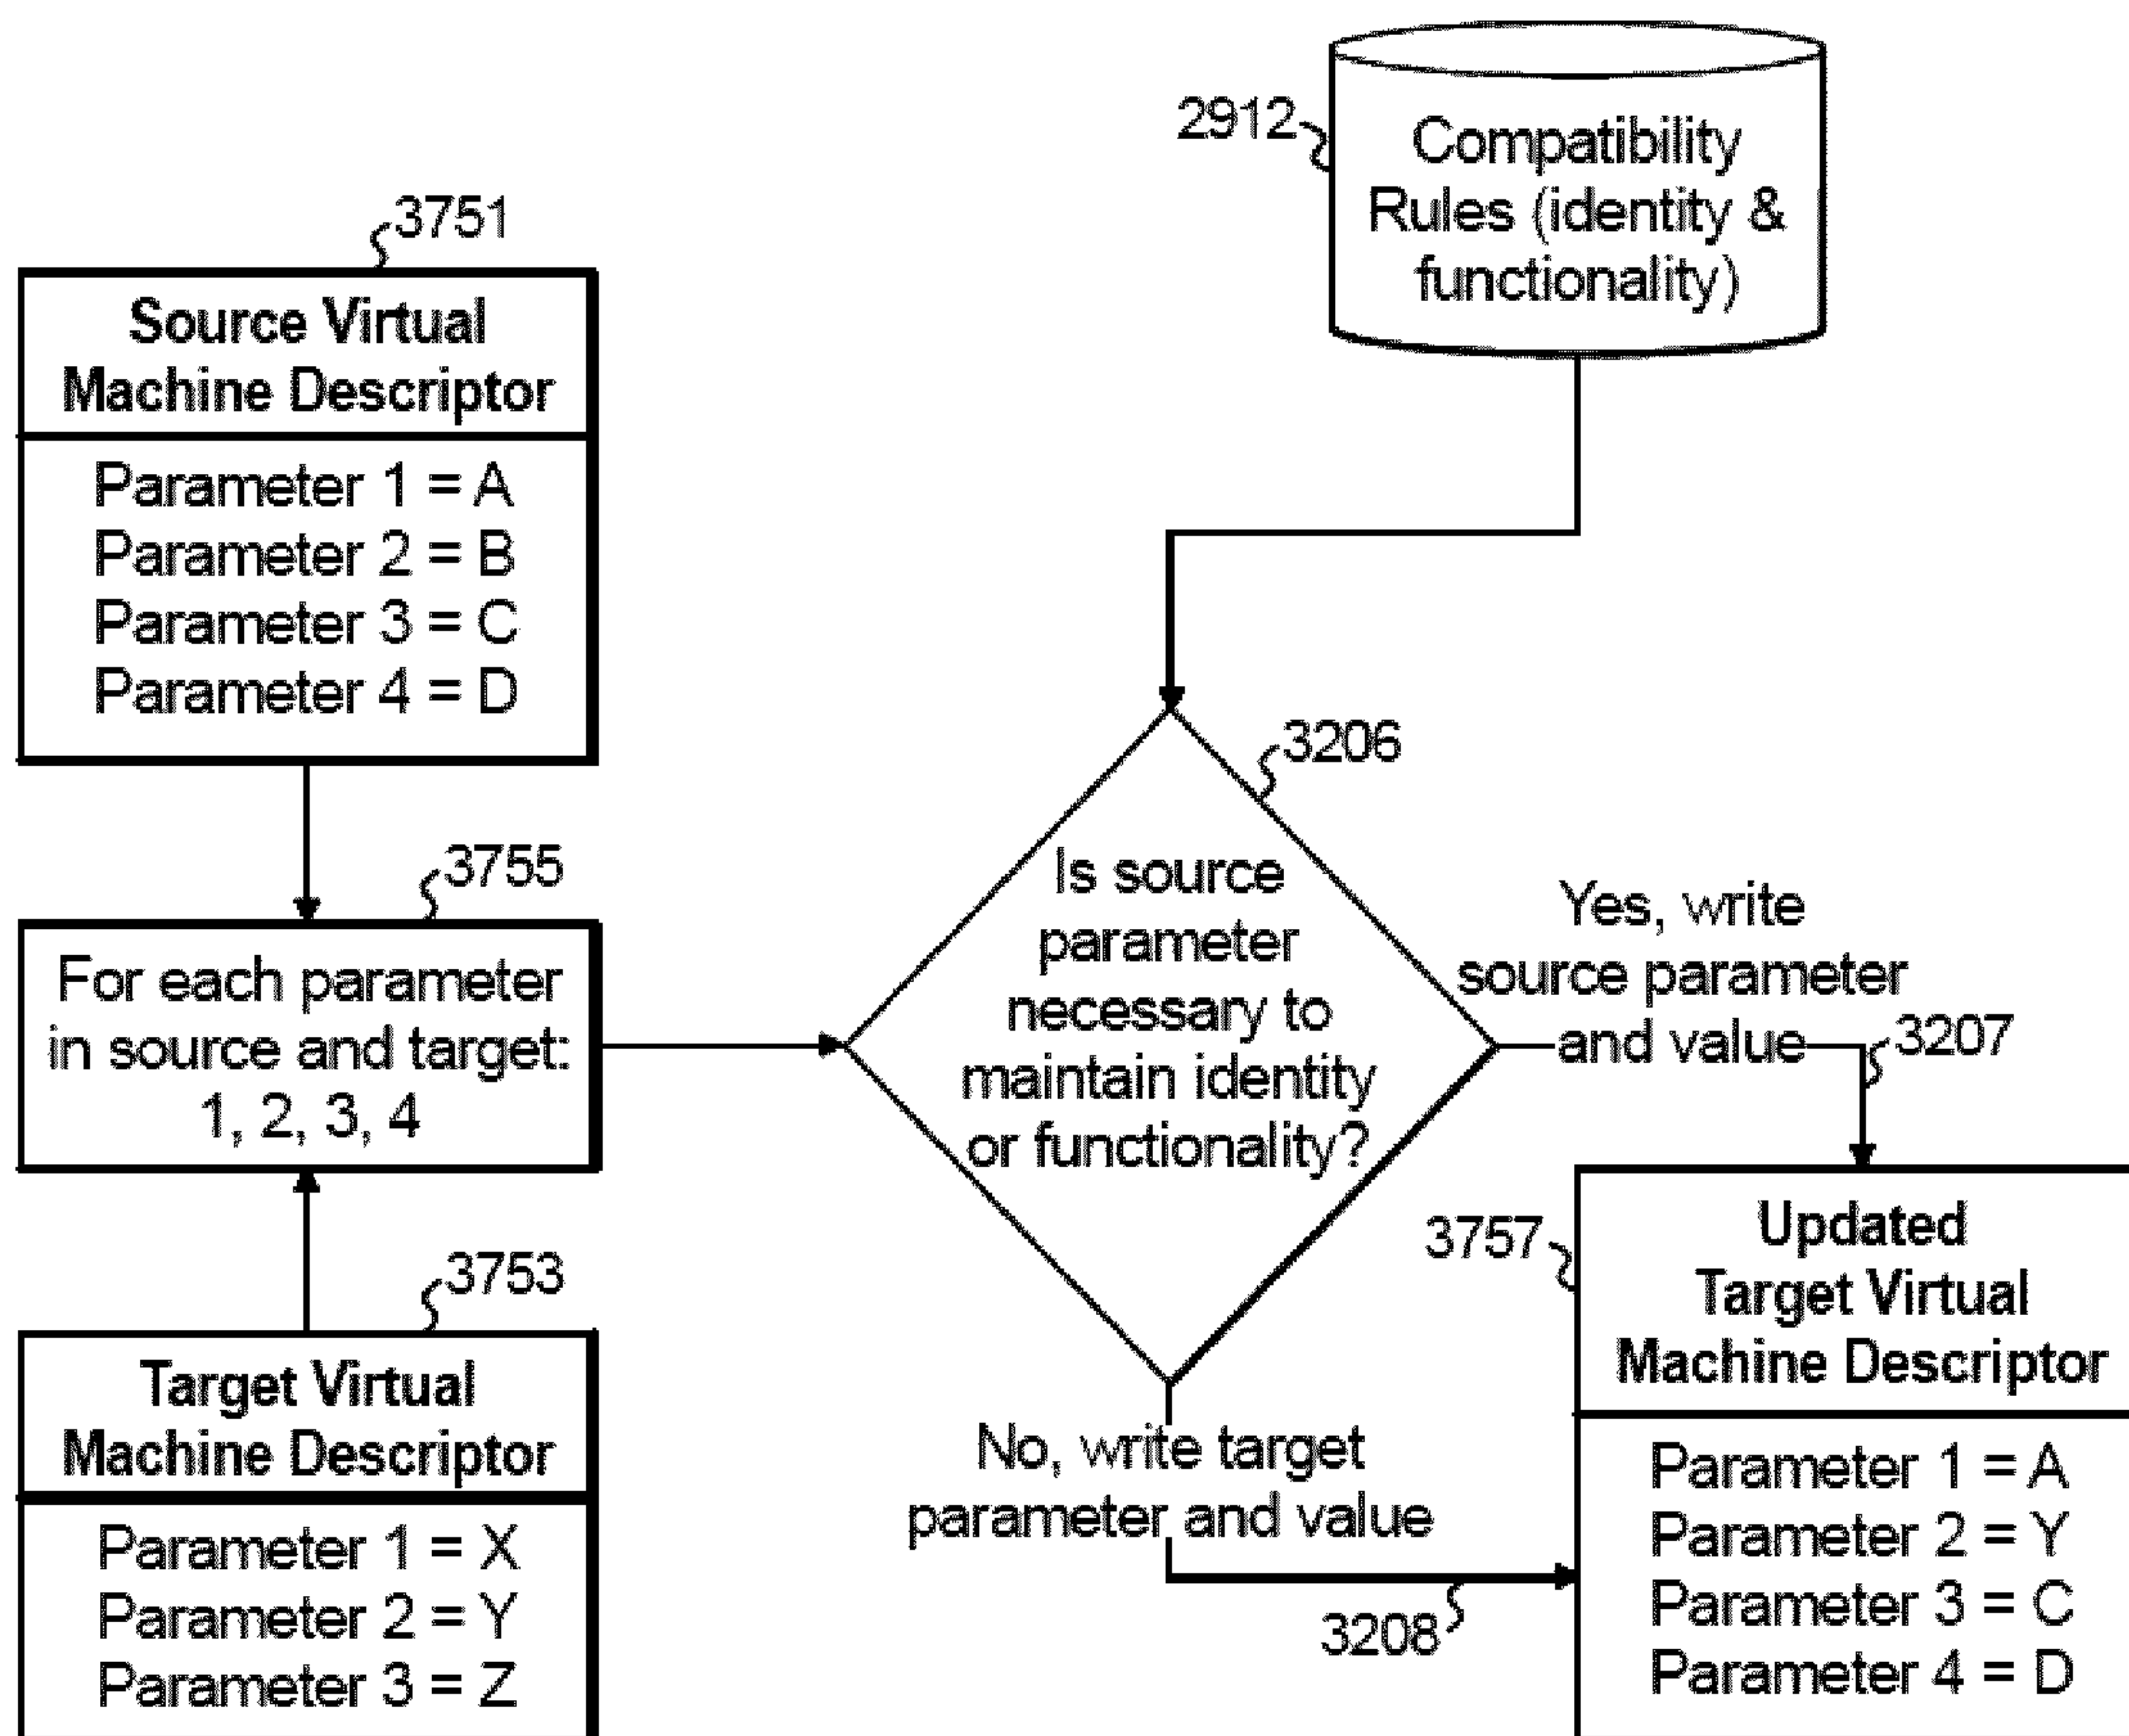 2912
Compatibility
Rules (identity &
functionality)
3751
Source Virtual
Machine Descriptor
Parameter 1 = A
Parameter 2 = B
Parameter 3 = C
Parameter 4 = D
3755
For each parameter
in source and target:
1, 2, 3, 4
3753
Target Virtual
Machine Descriptor
Parameter 1 = X
Parameter 2 = Y
Parameter 3 = Z
3206
Is source
parameter
necessary to
maintain identity
or functionality?
Yes, write
source parameter
and value
3207
No, write target
parameter and value
3208
3757
Updated
Target Virtual
Machine Descriptor
Parameter 1 = A
Parameter 2 = Y
Parameter 3 = C
Parameter 4 = D